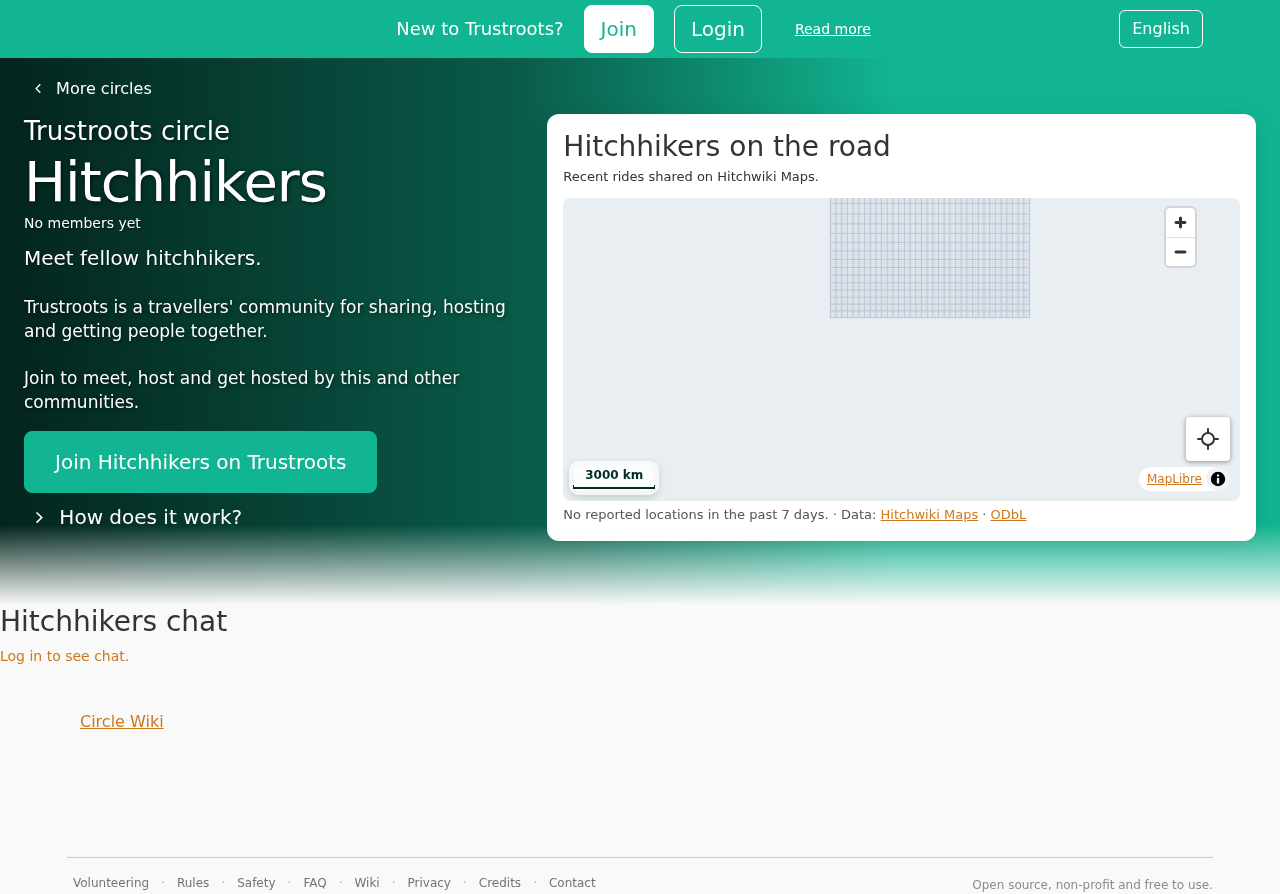 New to Trustroots?
Join
Login
Read more
English
More circles
Trustroots circle
Hitchhikers
No members yet
Meet fellow hitchhikers.
Trustroots is a travellers' community for sharing, hosting
and getting people together.
Join to meet, host and get hosted by this and other
communities.
Join Hitchhikers on Trustroots
How does it work?
Hitchhikers on the road
Recent rides shared on Hitchwiki Maps.
3000 km
MapLibre
No reported locations in the past 7 days. · Data: Hitchwiki Maps · ODbL
Hitchhikers chat
Log in to see chat.
Circle Wiki
Volunteering · Rules · Safety · FAQ · Wiki · Privacy · Credits · Contact
Open source, non-profit and free to use.